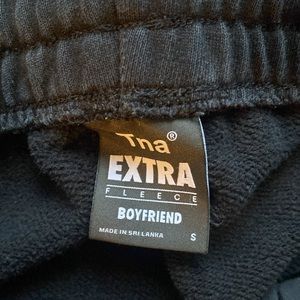 Tna®
EXTRA
FLEECE
BOYFRIEND
MADE IN SRI LANKA S